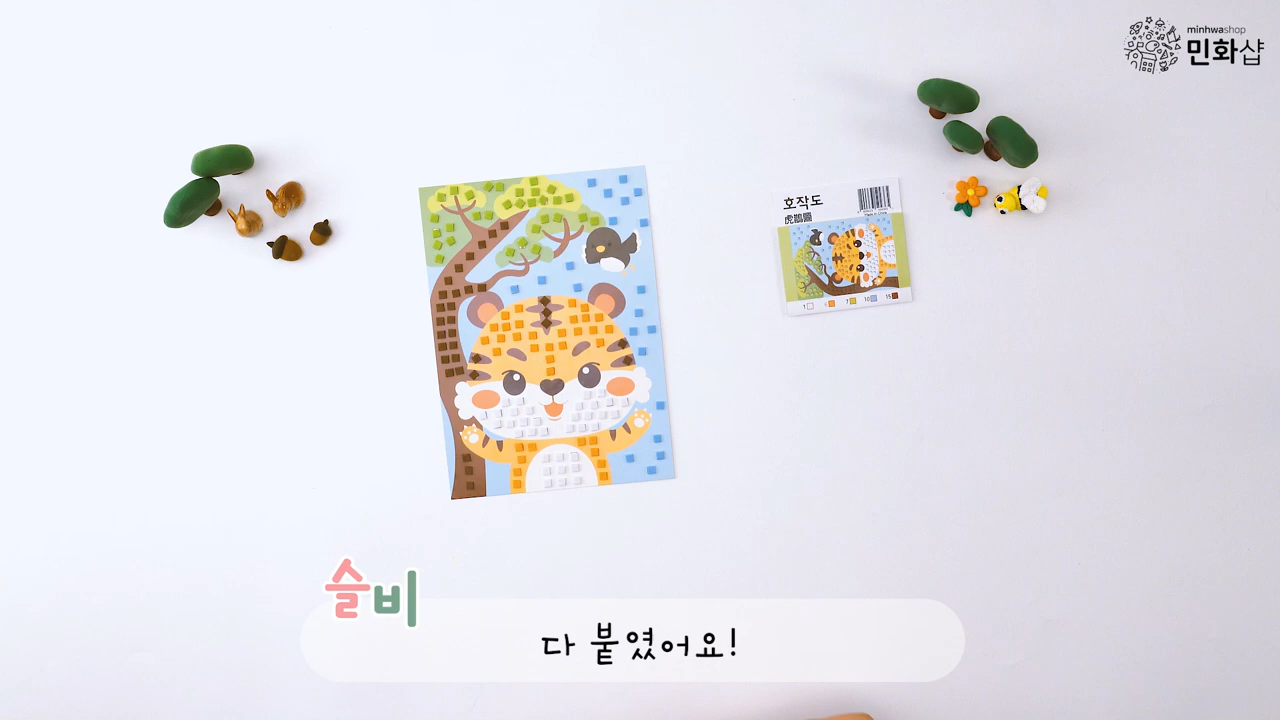 minhwashop
민화샵
호작도
虎鵲圖
슬비
다 붙였어요!